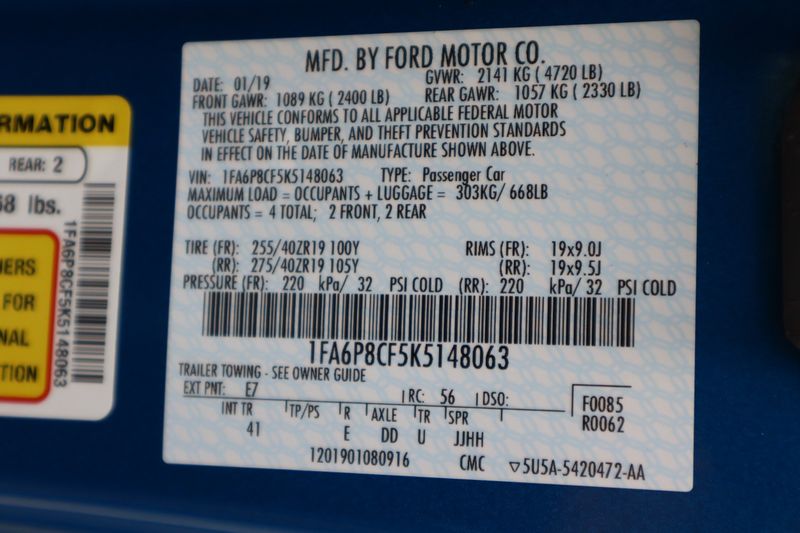 RMATION
REAR: 2
68 lbs.
HERS
FOR
NAL
TION
1FA6P8CF5K5148063
MFD. BY FORD MOTOR CO.
DATE: 01/19 GVWR: 2141 KG ( 4720 LB)
FRONT GAWR: 1089 KG ( 2400 LB) REAR GAWR: 1057 KG ( 2330 LB)
THIS VEHICLE CONFORMS TO ALL APPLICABLE FEDERAL MOTOR
VEHICLE SAFETY, BUMPER, AND THEFT PREVENTION STANDARDS
IN EFFECT ON THE DATE OF MANUFACTURE SHOWN ABOVE.
VIN: 1FA6P8CF5K5148063 TYPE: Passenger Car
MAXIMUM LOAD = OCCUPANTS + LUGGAGE = 303KG/ 668LB
OCCUPANTS = 4 TOTAL; 2 FRONT, 2 REAR
TIRE (FR): 255/40ZR19 100Y RIMS (FR): 19x9.0J
(RR): 275/40ZR19 105Y (RR): 19x9.5J
PRESSURE (FR): 220 kPa/ 32 PSI COLD (RR): 220 kPa/ 32 PSI COLD
1FA6P8CF5K5148063
TRAILER TOWING - SEE OWNER GUIDE
EXT PNT: E7 RC: 56 DSO: F0085
INT TR TP/PS R AXLE TR SPR R0062
41 E DD U JJHH
1201901080916 CMC ▽5U5A-5420472-AA